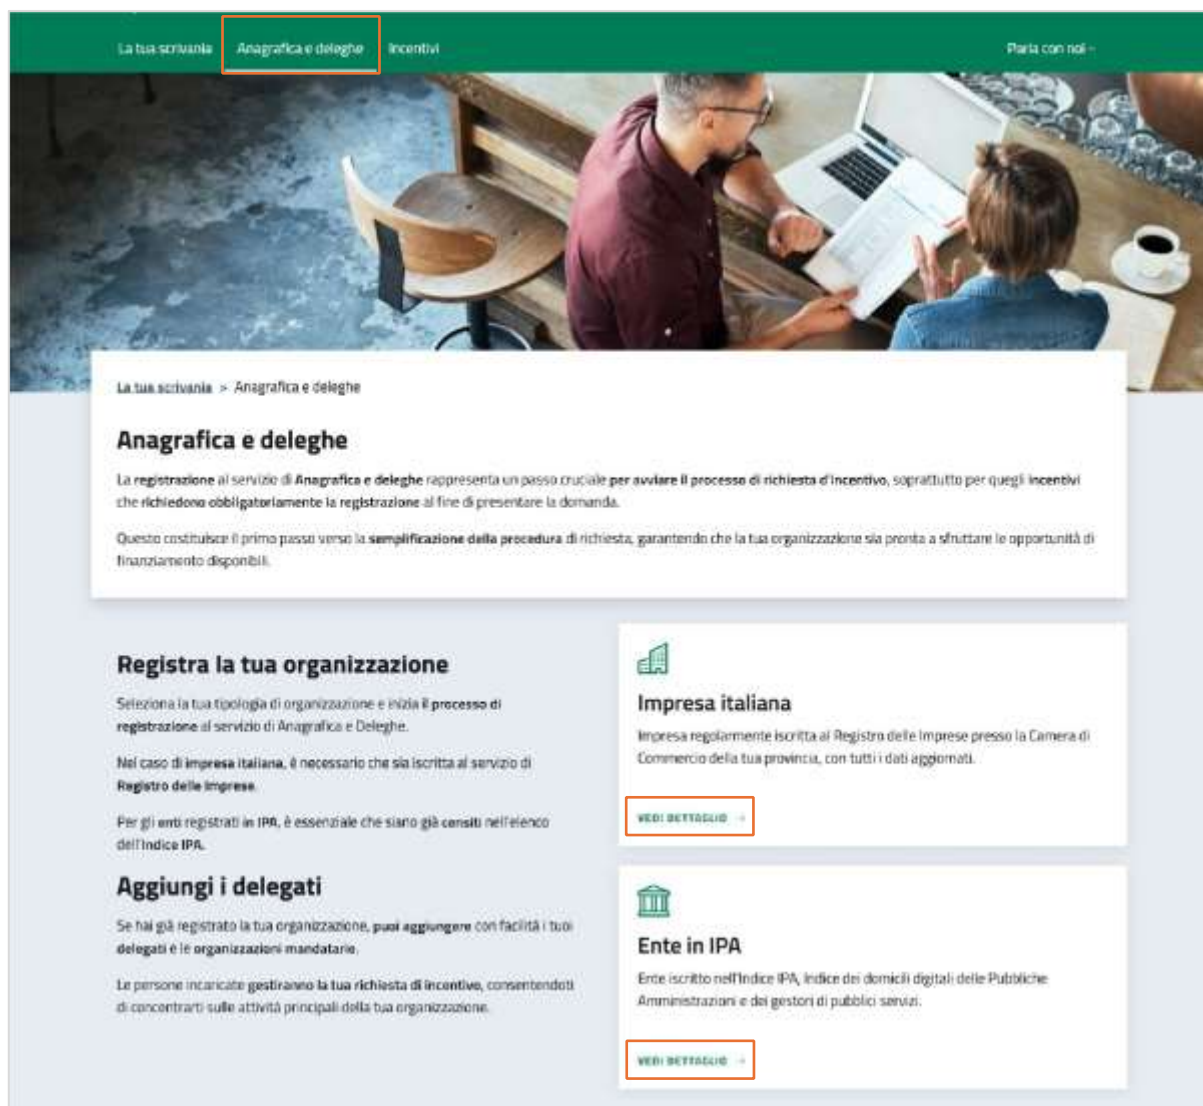 La tua scrivania
Anagrafica e deleghe
Incentivi
Parla con noi
La tua scrivania > Anagrafica e deleghe
Anagrafica e deleghe
La registrazione al servizio di Anagrafica e deleghe rappresenta un passo cruciale per avviare il processo di richiesta d'incentivo, soprattutto per quegli incentivi
che richiedono obbligatoriamente la registrazione al fine di presentare la domanda.
Questo costituisce il primo passo verso la semplificazione della procedura di richiesta, garantendo che la tua organizzazione sia pronta a sfruttare le opportunità di
finanziamento disponibili.
Registra la tua organizzazione
Seleziona la tua tipologia di organizzazione e inizia il processo di
registrazione al servizio di Anagrafica e Deleghe.
Nel caso di impresa italiana, è necessario che sia iscritta al servizio di
Registro delle Imprese.
Per gli enti registrati in IPA, è essenziale che siano già censiti nell'elenco
dell'Indice IPA.
Aggiungi i delegati
Se hai già registrato la tua organizzazione, puoi aggiungere con facilità i tuoi
delegati e le organizzazioni mandatarie.
Le persone incaricate gestiranno la tua richiesta di incentivo, consentendoti
di concentrarti sulle attività principali della tua organizzazione.
Impresa italiana
Impresa regolarmente iscritta al Registro delle Imprese presso la Camera di
Commercio della tua provincia, con tutti i dati aggiornati.
VEDI DETTAGLIO →
Ente in IPA
Ente iscritto nell'Indice IPA, Indice dei domicili digitali delle Pubbliche
Amministrazioni e dei gestori di pubblici servizi.
VEDI DETTAGLIO →